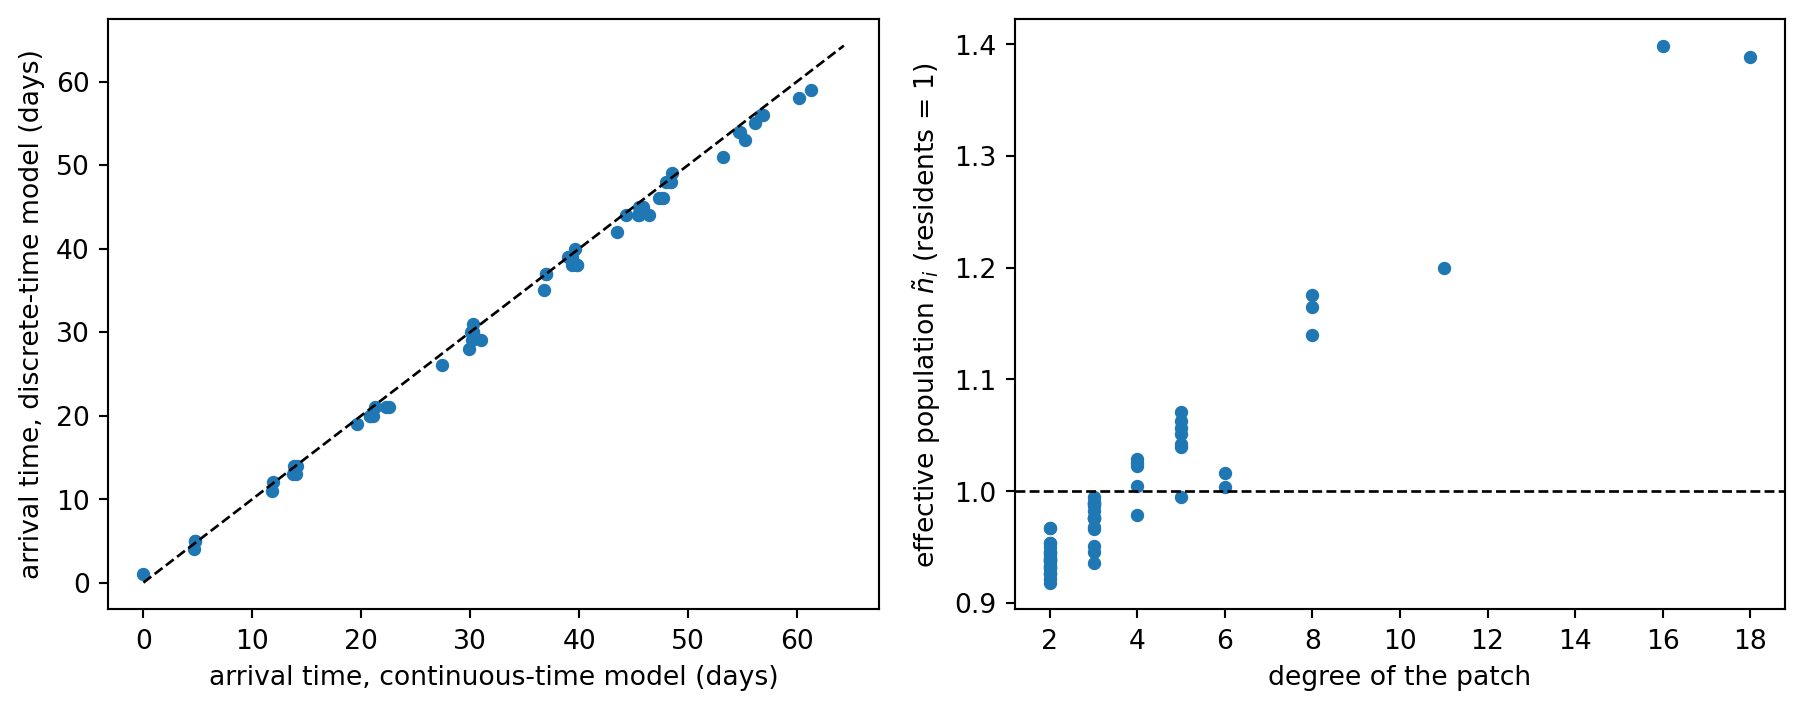 arrival time, discrete-time model (days)
60
50
40
30
20
10
0
0 10 20 30 40 50 60
arrival time, continuous-time model (days)
effective population ñᵢ (residents = 1)
1.4
1.3
1.2
1.1
1.0
0.9
2 4 6 8 10 12 14 16 18
degree of the patch